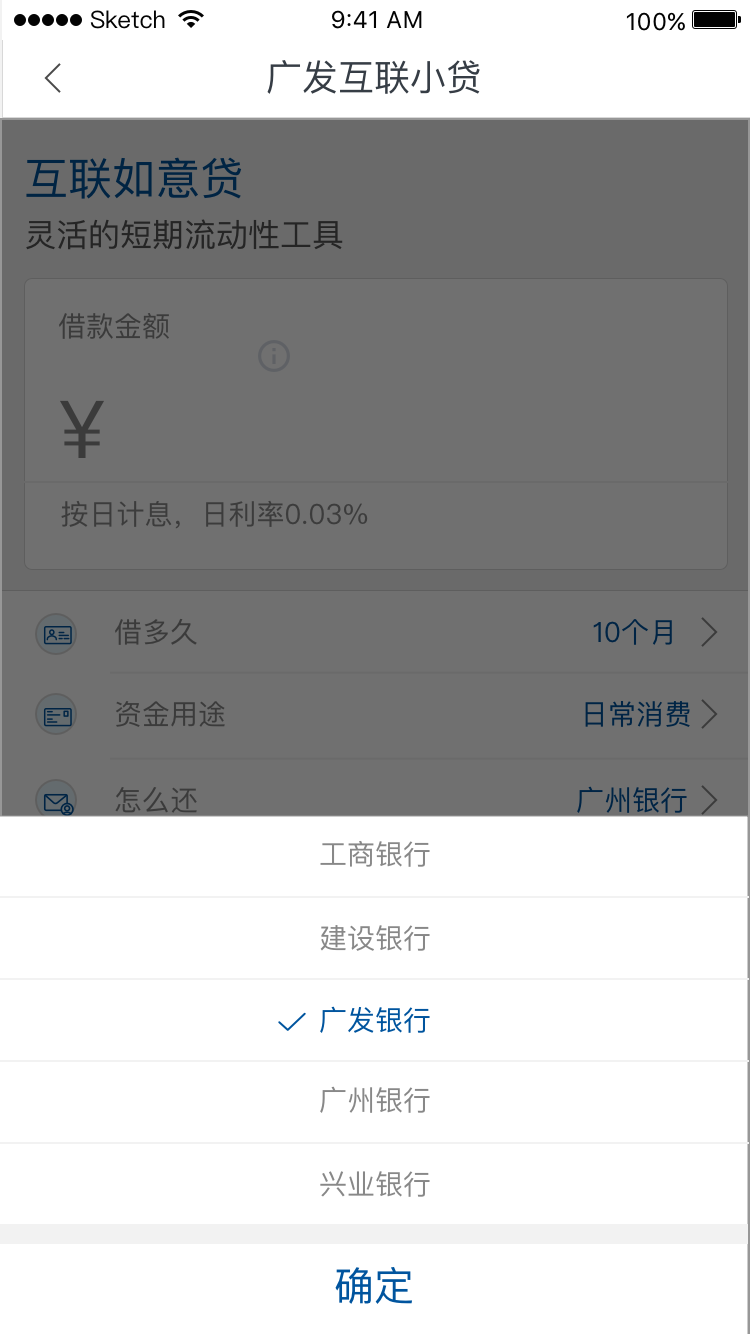 Sketch 9:41 AM 100%
广发互联小贷
互联如意贷
灵活的短期流动性工具
借款金额
¥
按日计息，日利率0.03%
借多久 10个月
资金用途 日常消费
怎么还 广州银行
工商银行
建设银行
广发银行
广州银行
兴业银行
确定